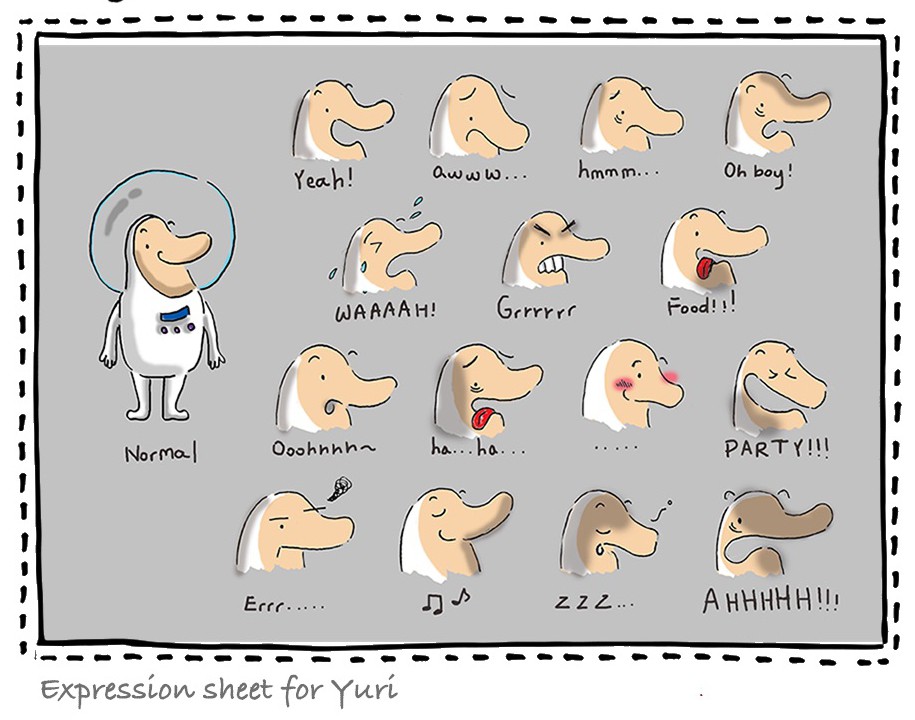 Yeah!
awww...
hmmm...
Oh boy!
WAAAAH!
Grrrrrr
Food!!!
Normal
Ooohhhh~
ha...ha...
.....
PARTY!!!
Errr.....
zzz...
AHHHHH!!!
Expression sheet for Yuri